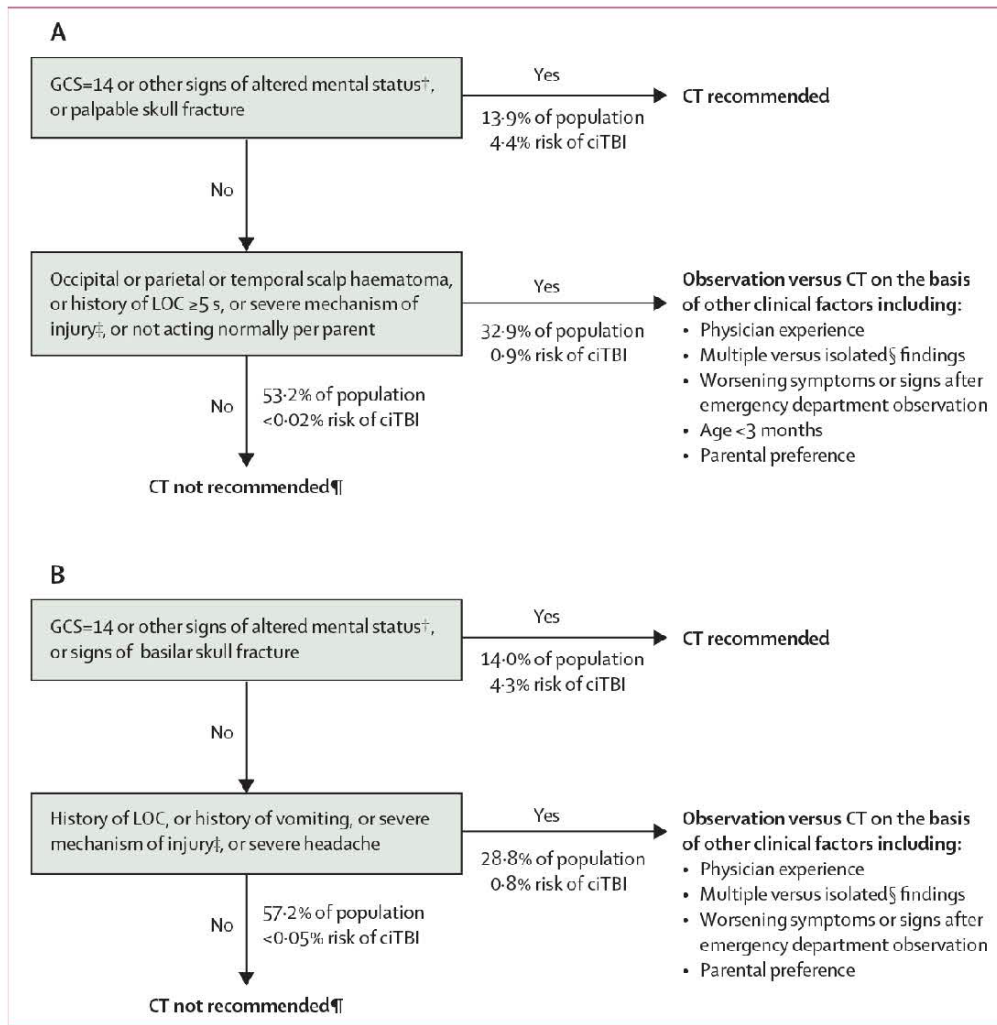 A
GCS=14 or other signs of altered mental status†,
or palpable skull fracture
Yes
13·9% of population
4·4% risk of ciTBI
CT recommended
No
Occipital or parietal or temporal scalp haematoma,
or history of LOC ≥5 s, or severe mechanism of
injury‡, or not acting normally per parent
Yes
32·9% of population
0·9% risk of ciTBI
Observation versus CT on the basis
of other clinical factors including:
• Physician experience
• Multiple versus isolated§ findings
• Worsening symptoms or signs after
emergency department observation
• Age <3 months
• Parental preference
No
53·2% of population
<0·02% risk of ciTBI
CT not recommended¶
B
GCS=14 or other signs of altered mental status†,
or signs of basilar skull fracture
Yes
14·0% of population
4·3% risk of ciTBI
CT recommended
No
History of LOC, or history of vomiting, or severe
mechanism of injury‡, or severe headache
Yes
28·8% of population
0·8% risk of ciTBI
Observation versus CT on the basis
of other clinical factors including:
• Physician experience
• Multiple versus isolated§ findings
• Worsening symptoms or signs after
emergency department observation
• Parental preference
No
57·2% of population
<0·05% risk of ciTBI
CT not recommended¶